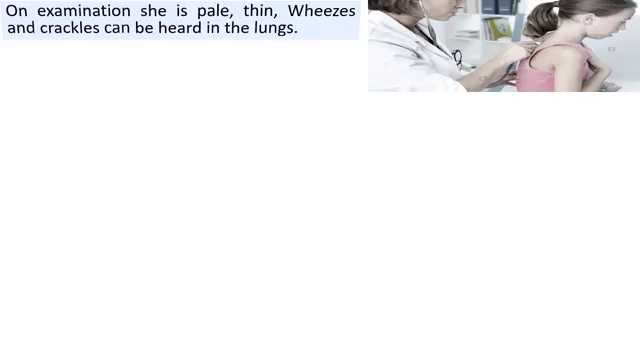 On examination she is pale, thin, Wheezes
and crackles can be heard in the lungs.